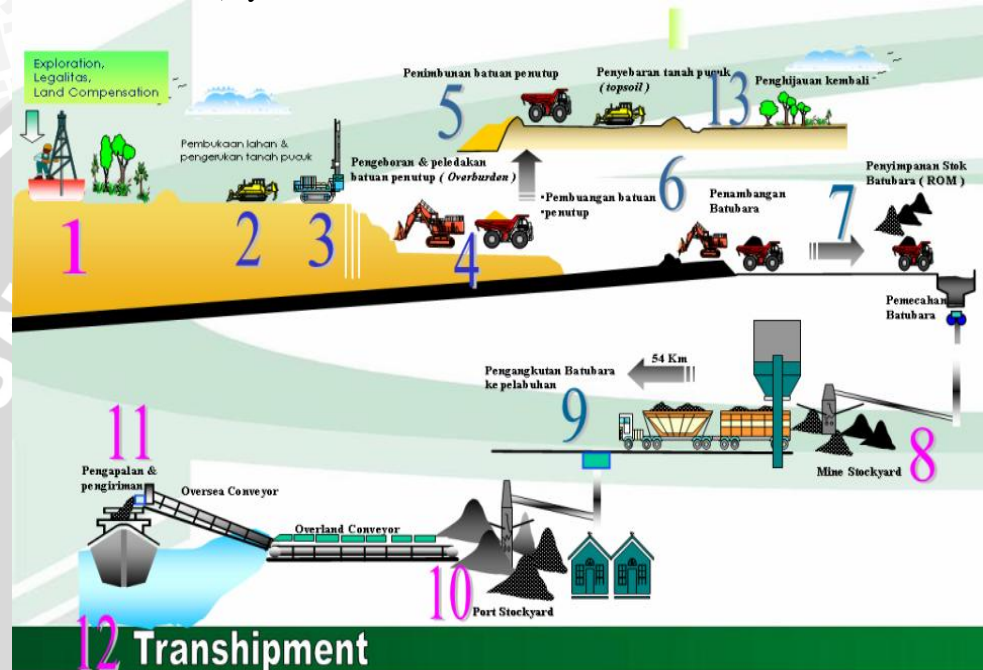 Exploration,
Legalitas,
Land Compensation
1
Pembukaan lahan &
pengerukan tanah pucuk
2
3
Pengeboran & peledakan
batuan penutup ( Overburden )
4
•Pembuangan batuan
•penutup
Penimbunan batuan penutup
5
Penyebaran tanah pucuk
( topsoil )
13
Penghijauan kembali
6
Penambangan
Batubara
7
Penyimpanan Stok
Batubara ( ROM )
Pemecahan
Batubara
8
Mine Stockyard
54 Km
Pengangkutan Batubara
ke pelabuhan
9
10
Port Stockyard
Overland Conveyor
Oversea Conveyor
11
Pengapalan &
pengiriman
12 Transhipment